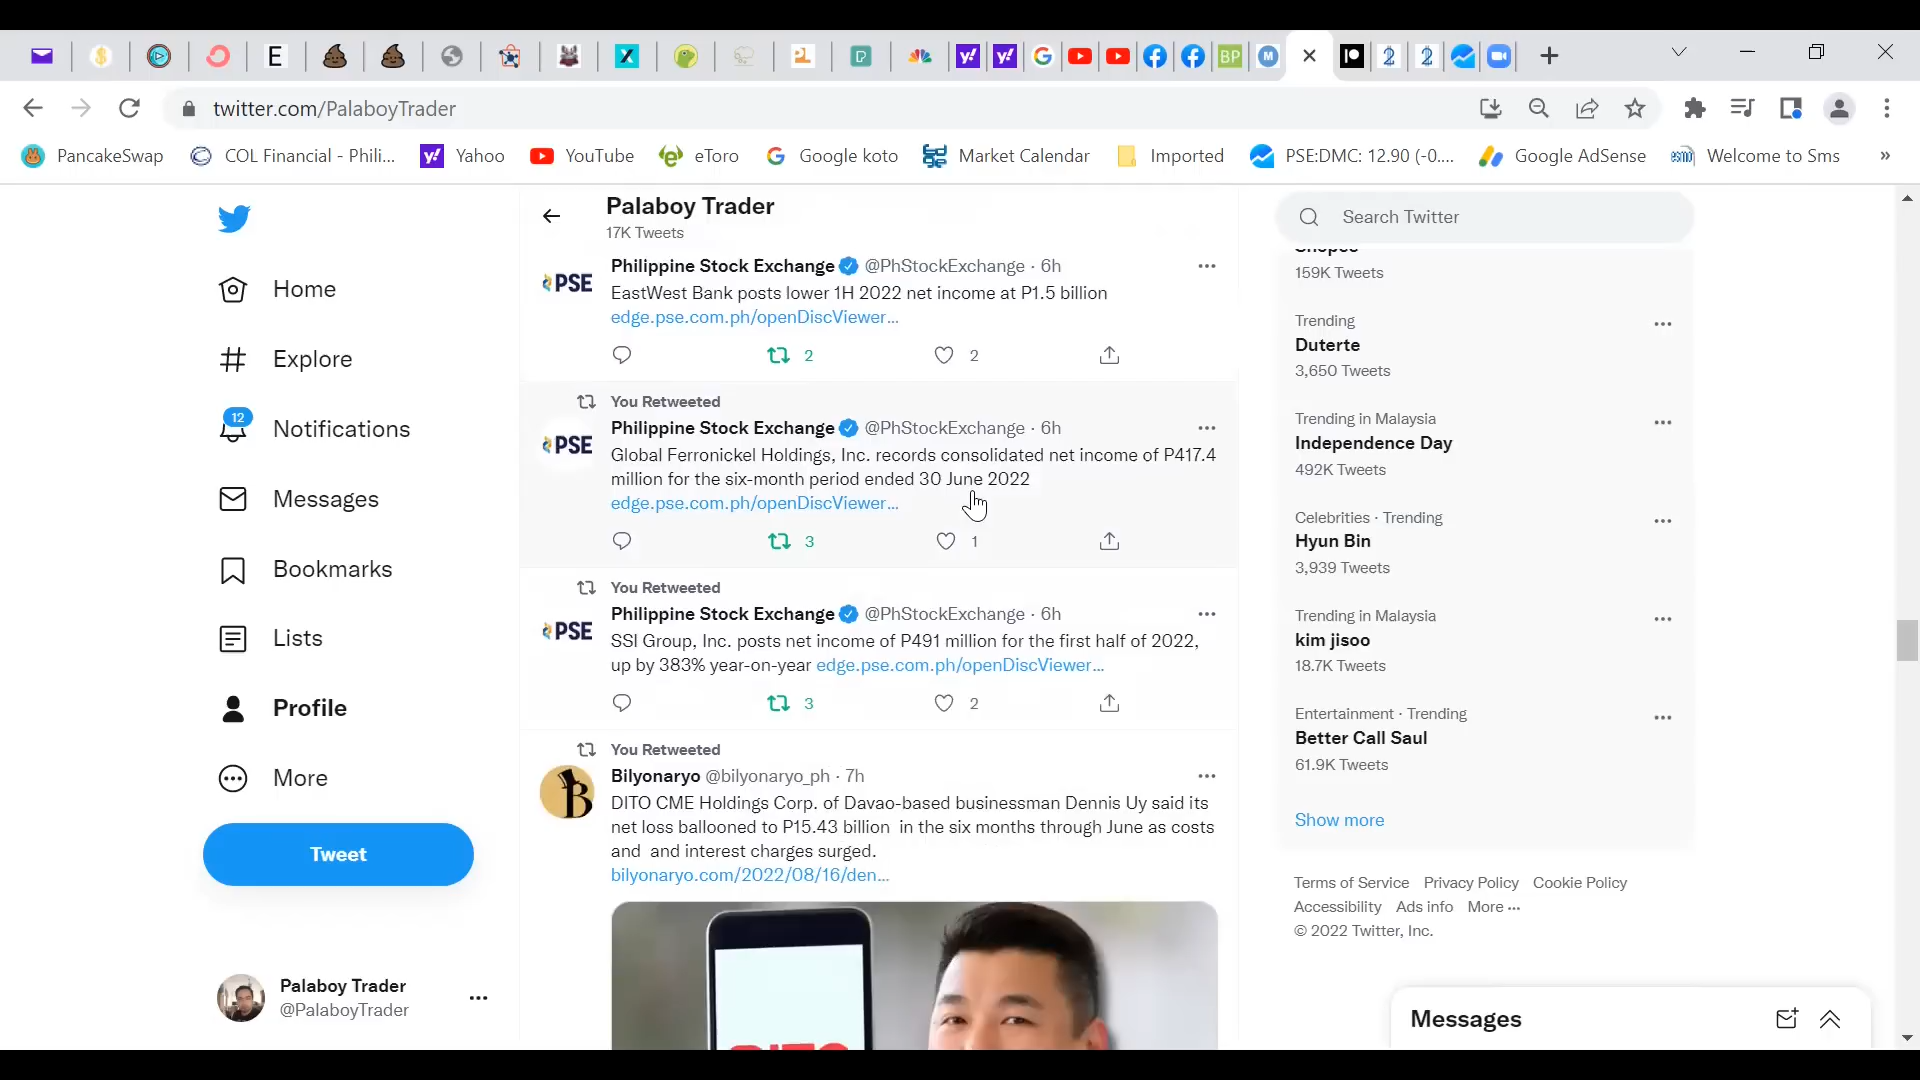 twitter.com/PalaboyTrader
PancakeSwap
COL Financial - Phili...
Yahoo
YouTube
eToro
Google koto
Market Calendar
Imported
PSE:DMC: 12.90 (-0....
Google AdSense
Welcome to Sms
»
Home
Explore
12
Notifications
Messages
Bookmarks
Lists
Profile
More
Tweet
Palaboy Trader
@PalaboyTrader
Palaboy Trader
17K Tweets
PSE
Philippine Stock Exchange @PhStockExchange · 6h
EastWest Bank posts lower 1H 2022 net income at P1.5 billion
edge.pse.com.ph/openDiscViewer...
2 2
You Retweeted
PSE
Philippine Stock Exchange @PhStockExchange · 6h
Global Ferronickel Holdings, Inc. records consolidated net income of P417.4
million for the six-month period ended 30 June 2022
edge.pse.com.ph/openDiscViewer...
3 1
You Retweeted
PSE
Philippine Stock Exchange @PhStockExchange · 6h
SSI Group, Inc. posts net income of P491 million for the first half of 2022,
up by 383% year-on-year edge.pse.com.ph/openDiscViewer...
3 2
You Retweeted
Bilyonaryo @bilyonaryo_ph · 7h
DITO CME Holdings Corp. of Davao-based businessman Dennis Uy said its
net loss ballooned to P15.43 billion in the six months through June as costs
and and interest charges surged.
bilyonaryo.com/2022/08/16/den...
DITO
Search Twitter
Shopee
159K Tweets
Trending
Duterte
3,650 Tweets
Trending in Malaysia
Independence Day
492K Tweets
Celebrities · Trending
Hyun Bin
3,939 Tweets
Trending in Malaysia
kim jisoo
18.7K Tweets
Entertainment · Trending
Better Call Saul
61.9K Tweets
Show more
Terms of Service Privacy Policy Cookie Policy
Accessibility Ads info More ···
© 2022 Twitter, Inc.
Messages